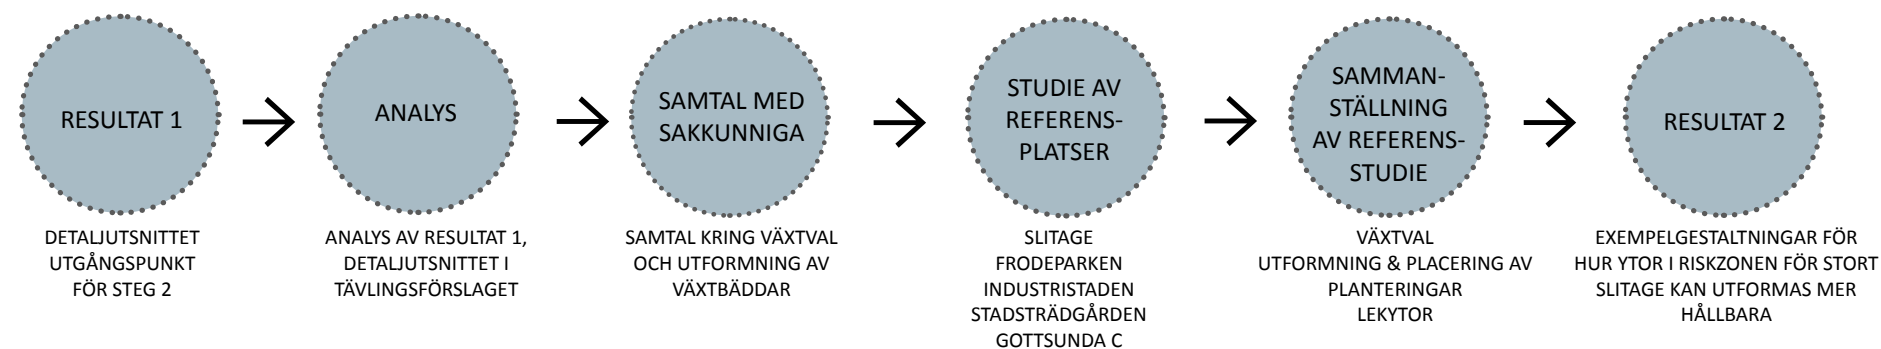 RESULTAT 1
DETALJUTSNITTET
UTGÅNGSPUNKT
FÖR STEG 2
ANALYS
ANALYS AV RESULTAT 1,
DETALJUTSNITTET I
TÄVLINGSFÖRSLAGET
SAMTAL MED
SAKKUNNIGA
SAMTAL KRING VÄXTVAL
OCH UTFORMNING AV
VÄXTBÄDDAR
STUDIE AV
REFERENS-
PLATSER
SLITAGE
FRODEPARKEN
INDUSTRISTADEN
STADSTRÄDGÅRDEN
GOTTSUNDA C
SAMMAN-
STÄLLNING
AV REFERENS-
STUDIE
VÄXTVAL
UTFORMNING & PLACERING AV
PLANTERINGAR
LEKYTOR
RESULTAT 2
EXEMPELGESTALTNINGAR FÖR
HUR YTOR I RISKZONEN FÖR STORT
SLITAGE KAN UTFORMAS MER
HÅLLBARA